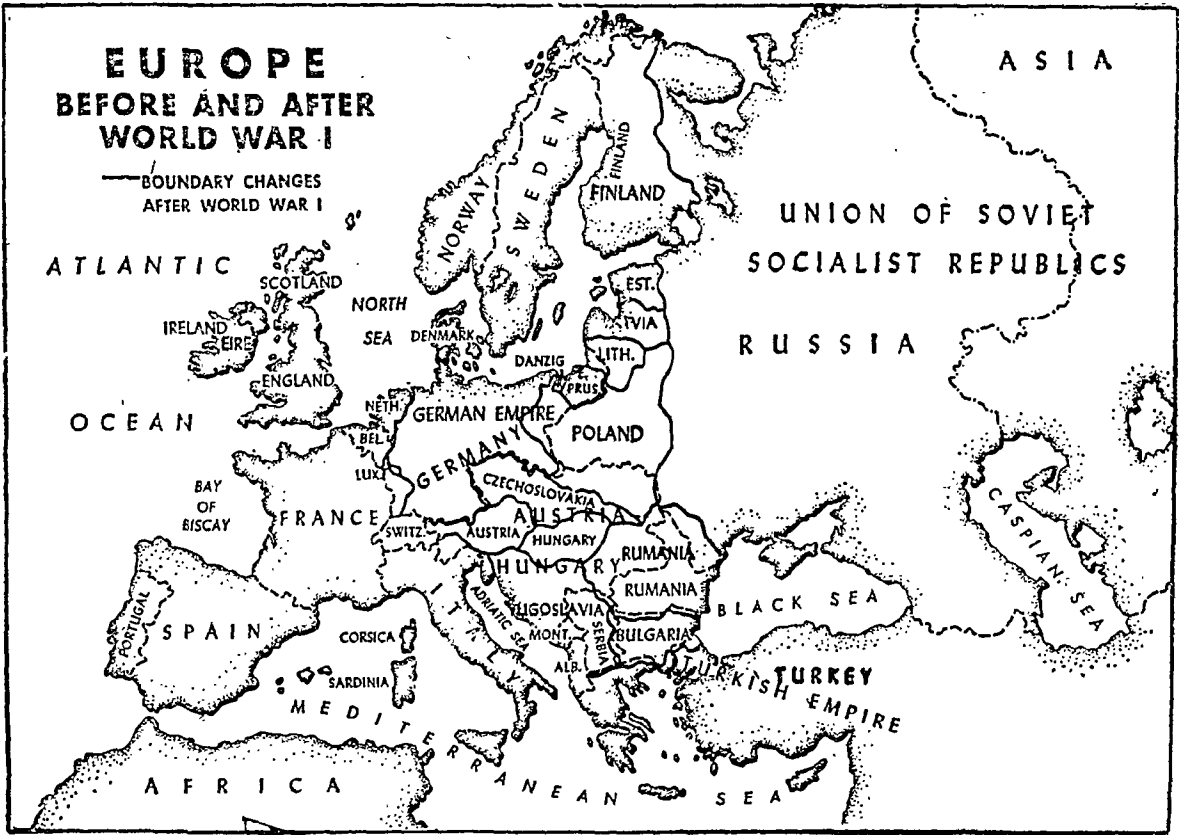 EUROPE
BEFORE AND AFTER
WORLD WAR I
BOUNDARY CHANGES
AFTER WORLD WAR I
ASIA
UNION OF SOVIET
SOCIALIST REPUBLICS
RUSSIA
ATLANTIC
OCEAN
NORWAY
SWEDEN
FINLAND
FINLAND
SCOTLAND
NORTH
SEA
IRELAND
EIRE
ENGLAND
DENMARK
EST.
TVIA
LITH.
DANZIG
PRUS.
NETH.
BEL.
LUX.
GERMAN EMPIRE
GERMANY
POLAND
CZECHOSLOVAKIA
BAY
OF
BISCAY
FRANCE
SWITZ.
AUSTRIA
AUSTRIA
HUNGARY
HUNGARY
RUMANIA
RUMANIA
ITALY
ADRIATIC SEA
UGOSLAVIA
MONT.
SERBIA
ALB.
BULGARIA
BLACK SEA
CASPIAN SEA
PORTUGAL
SPAIN
CORSICA
SARDINIA
TURKEY
TURKISH EMPIRE
MEDITERRANEAN SEA
AFRICA